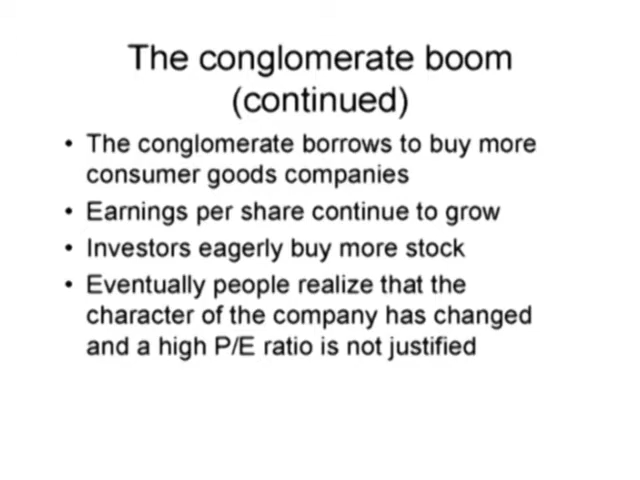 The conglomerate boom
(continued)
• The conglomerate borrows to buy more
consumer goods companies
• Earnings per share continue to grow
• Investors eagerly buy more stock
• Eventually people realize that the
character of the company has changed
and a high P/E ratio is not justified